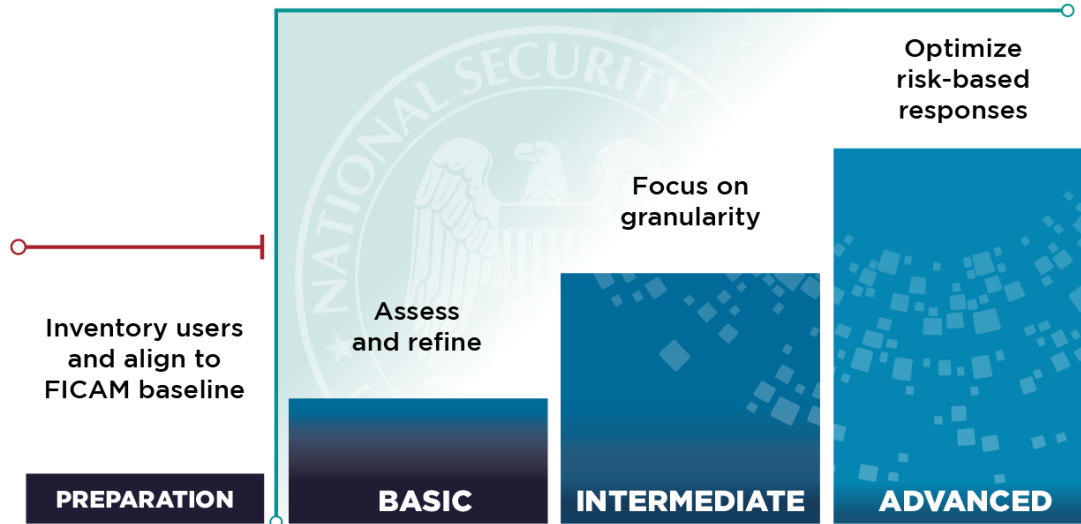 Inventory users
and align to
FICAM baseline
PREPARATION
Assess
and refine
BASIC
Focus on
granularity
INTERMEDIATE
Optimize
risk-based
responses
ADVANCED
NATIONAL SECURITY